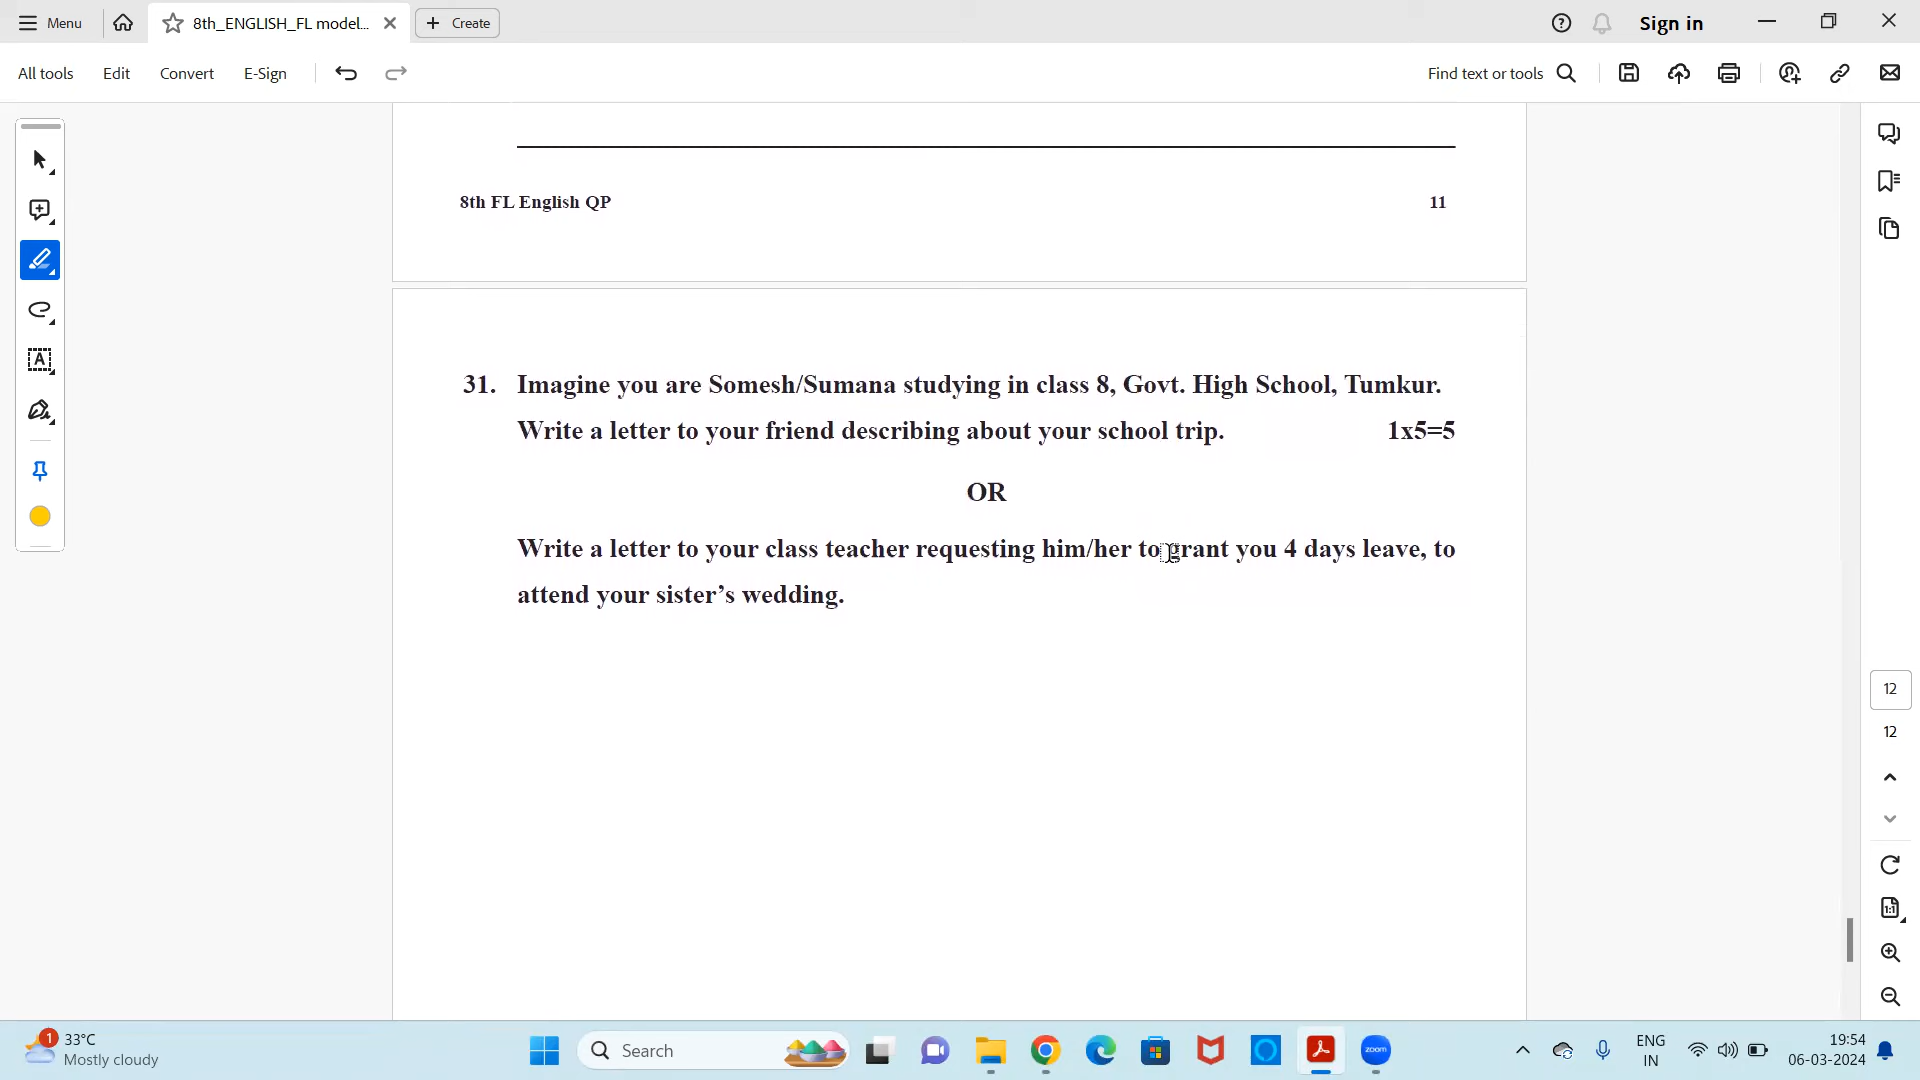 Menu
8th_ENGLISH_FL model...
Create
Sign in
All tools
Edit
Convert
E-Sign
Find text or tools
8th FL English QP 11
31. Imagine you are Somesh/Sumana studying in class 8, Govt. High School, Tumkur.
Write a letter to your friend describing about your school trip. 1x5=5
OR
Write a letter to your class teacher requesting him/her to grant you 4 days leave, to
attend your sister’s wedding.
12
12
1
33°C
Mostly cloudy
Search
zoom
ENG
IN
19:54
06-03-2024